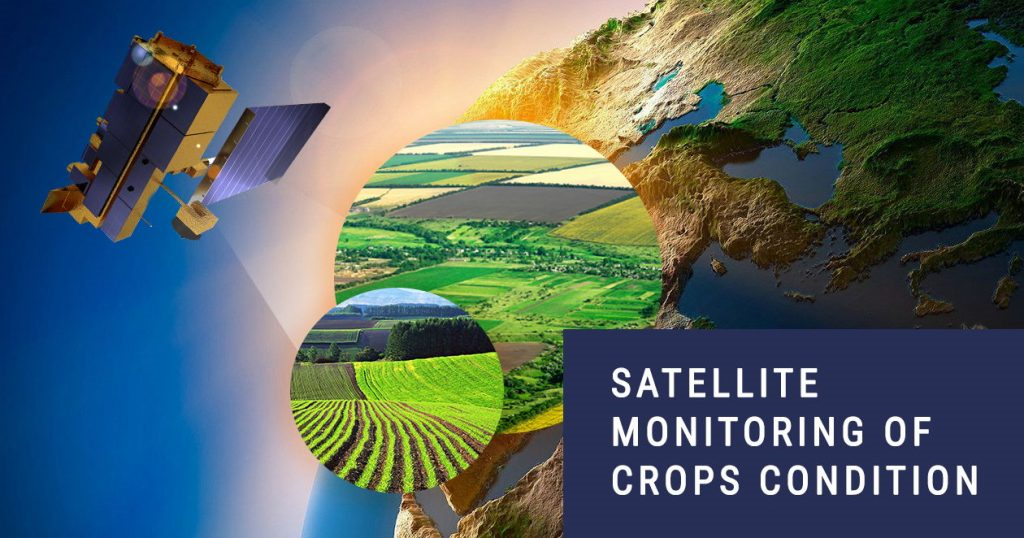 SATELLITE
MONITORING OF
CROPS CONDITION